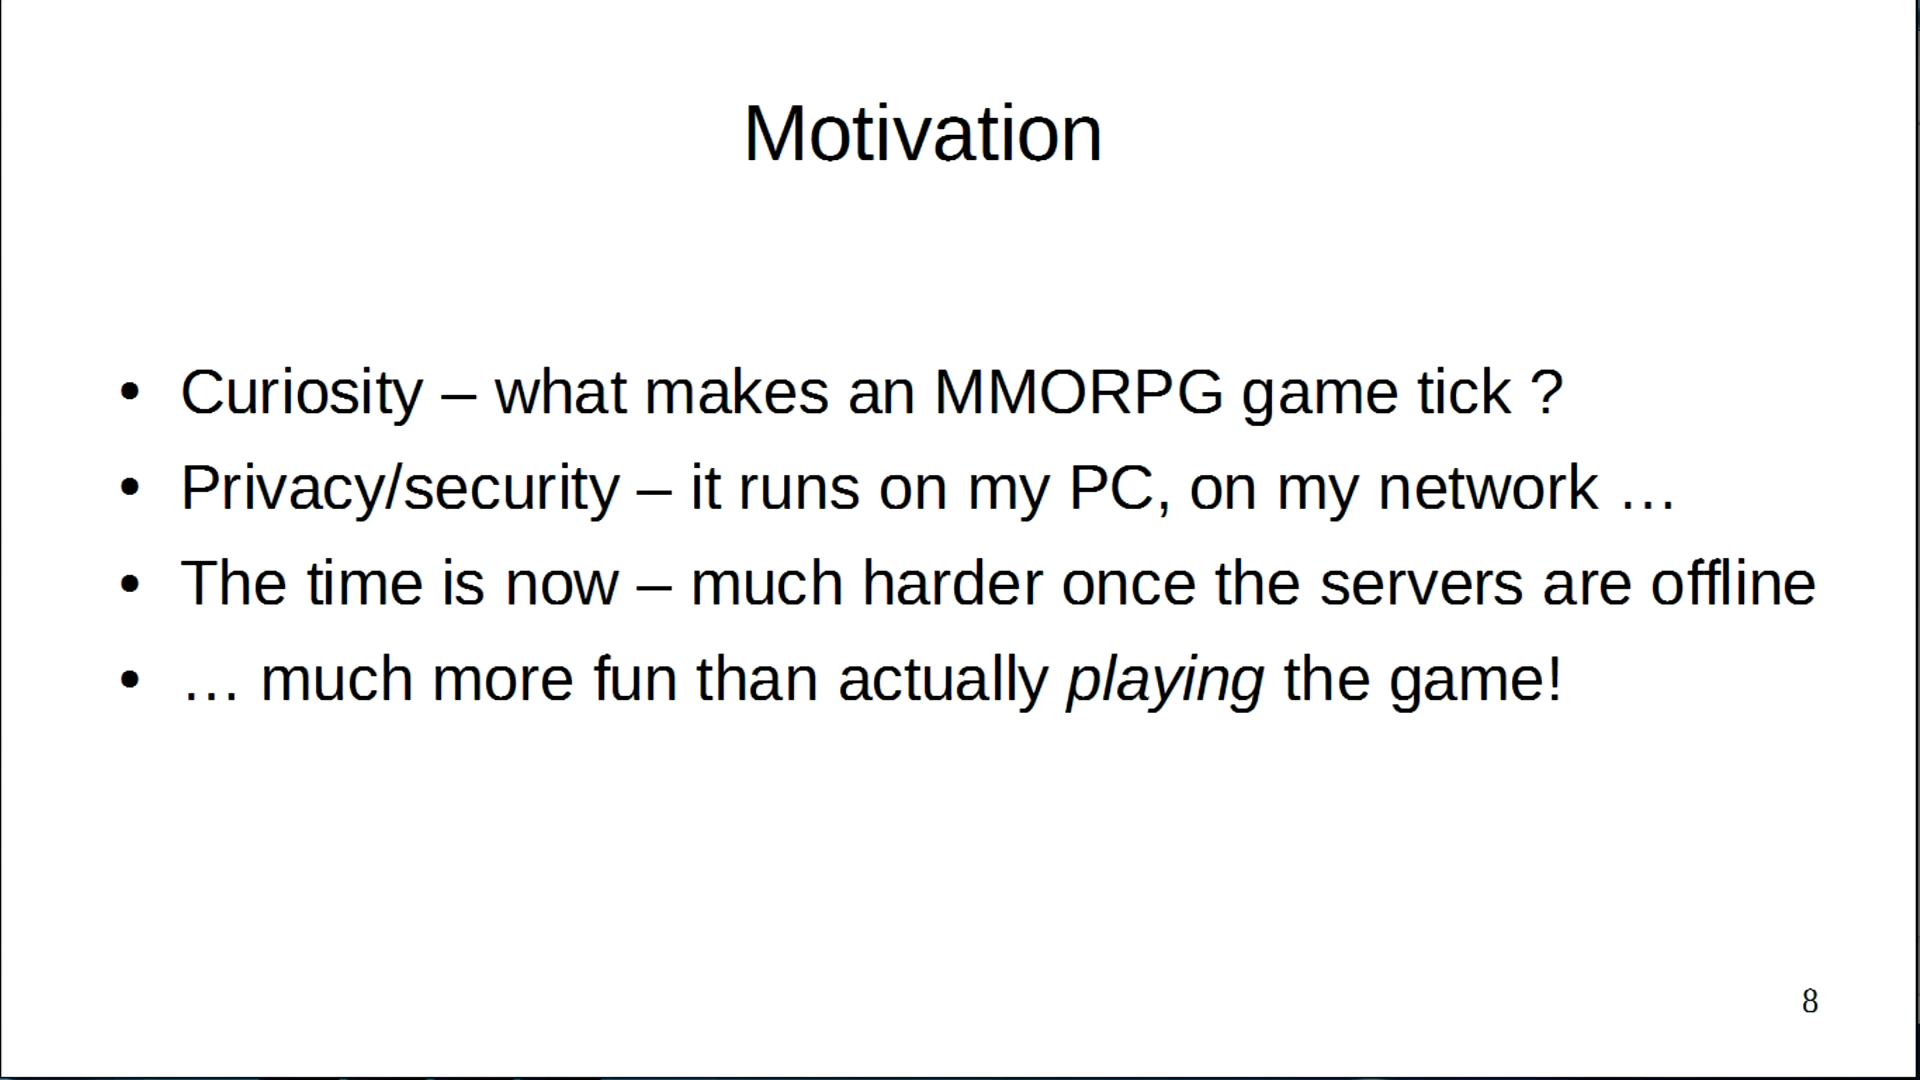 Motivation
• Curiosity – what makes an MMORPG game tick ?
• Privacy/security – it runs on my PC, on my network …
• The time is now – much harder once the servers are offline
• … much more fun than actually playing the game!
8